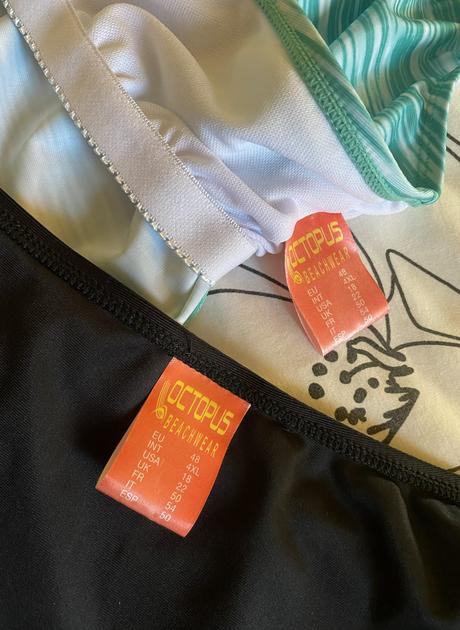 OCTOPUS
BEACHWEAR
EU 48
INT 4XL
USA 18
UK 22
FR 50
IT
OCTOPUS
BEACHWEAR
EU 48
INT 4XL
USA 18
UK 22
FR 50
IT 54
ESP 50